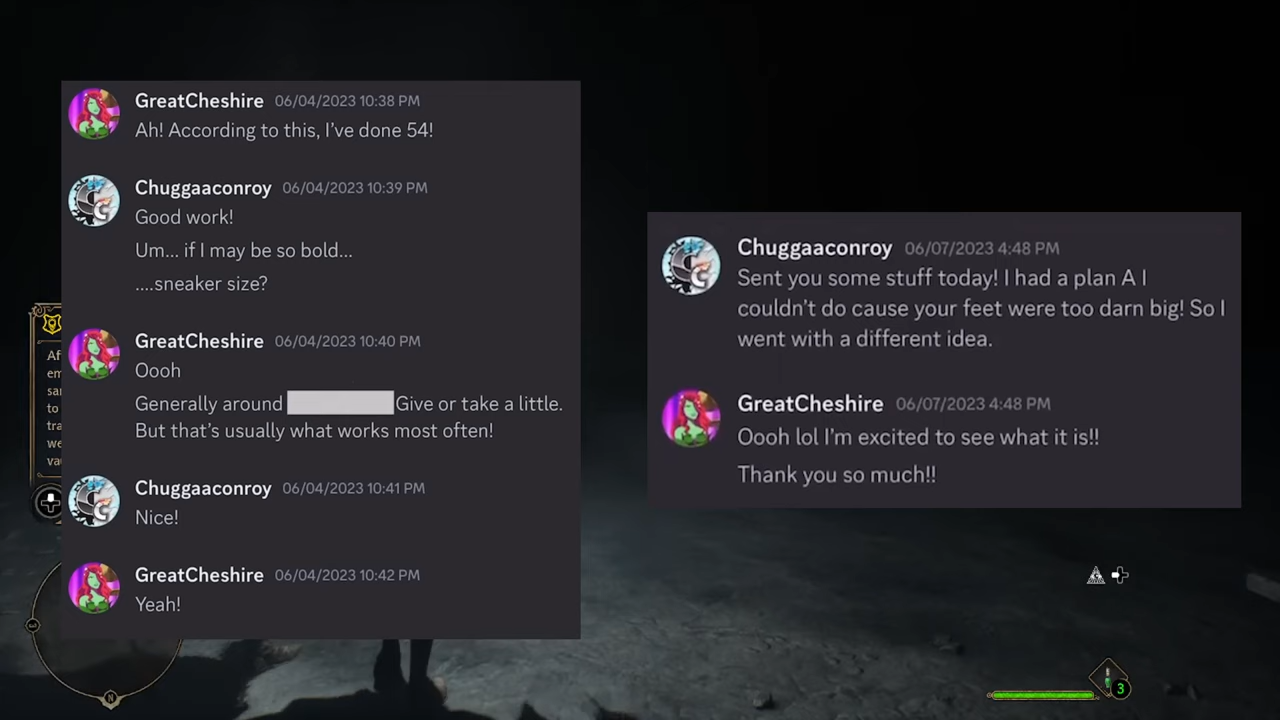 GreatCheshire 06/04/2023 10:38 PM
Ah! According to this, I've done 54!
Chuggaaconroy 06/04/2023 10:39 PM
Good work!
Um... if I may be so bold...
....sneaker size?
GreatCheshire 06/04/2023 10:40 PM
Oooh
Generally around Give or take a little.
But that's usually what works most often!
Chuggaaconroy 06/04/2023 10:41 PM
Nice!
GreatCheshire 06/04/2023 10:42 PM
Yeah!
Chuggaaconroy 06/07/2023 4:48 PM
Sent you some stuff today! I had a plan A I
couldn't do cause your feet were too darn big! So I
went with a different idea.
GreatCheshire 06/07/2023 4:48 PM
Oooh lol I'm excited to see what it is!!
Thank you so much!!
to
N
3